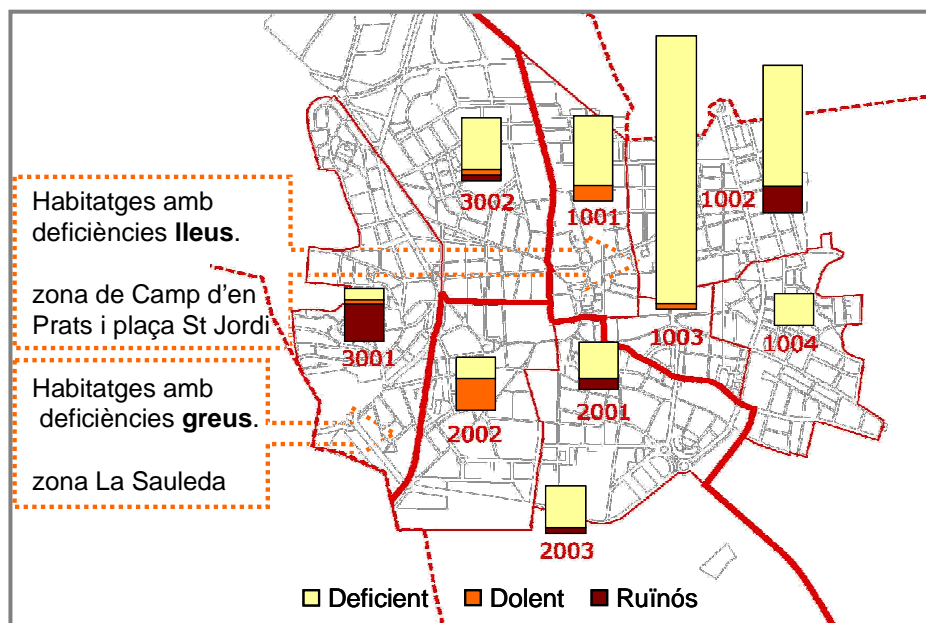 Habitatges amb
deficiències lleus.
zona de Camp d'en
Prats i plaça St Jordi
Habitatges amb
deficiències greus.
zona La Sauleda
3002
1001
1002
1003
1004
3001
2002
2001
2003
Deficient Dolent Ruïnós